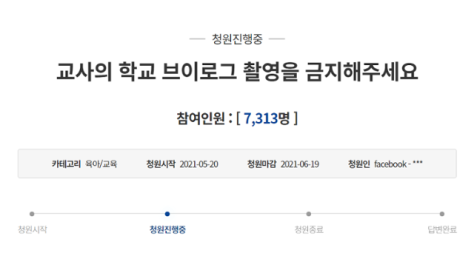 청원진행중
교사의 학교 브이로그 촬영을 금지해주세요
참여인원 : [ 7,313명 ]
카테고리 육아/교육 청원시작 2021-05-20 청원마감 2021-06-19 청원인 facebook - ***
청원시작 청원진행중 청원종료 답변완료